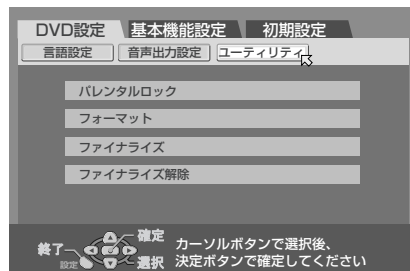 DVD設定 基本機能設定 初期設定
言語設定 音声出力設定 ユーティリティ
パレンタルロック
フォーマット
ファイナライズ
ファイナライズ解除
確定
終了
設定 選択
カーソルボタンで選択後、
決定ボタンで確定してください